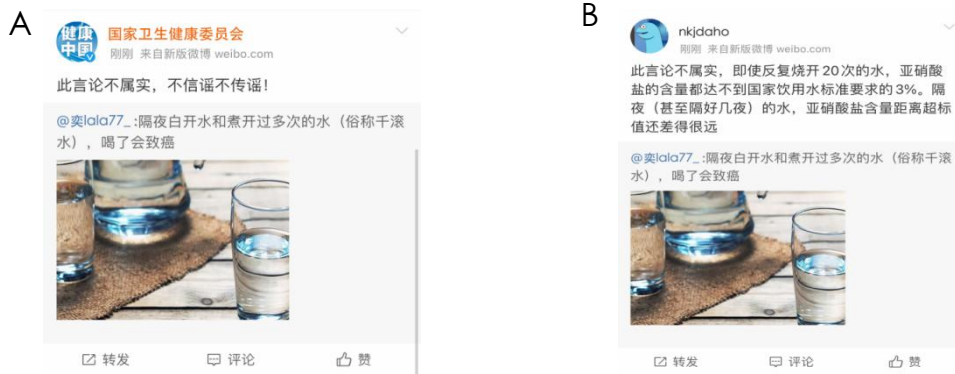 A
健康
中国
国家卫生健康委员会
刚刚 来自新版微博 weibo.com
此言论不属实，不信谣不传谣！
@奕lala77_:隔夜白开水和煮开过多次的水（俗称千滚
水），喝了会致癌
转发
评论
赞
B
nkjdaho
刚刚 来自新版微博 weibo.com
此言论不属实，即使反复烧开20次的水，亚硝酸
盐的含量都达不到国家饮用水标准要求的3%。隔
夜（甚至隔好几夜）的水，亚硝酸盐含量距离超标
值还差得很远
@奕lala77_:隔夜白开水和煮开过多次的水（俗称千滚
水），喝了会致癌
转发
评论
赞